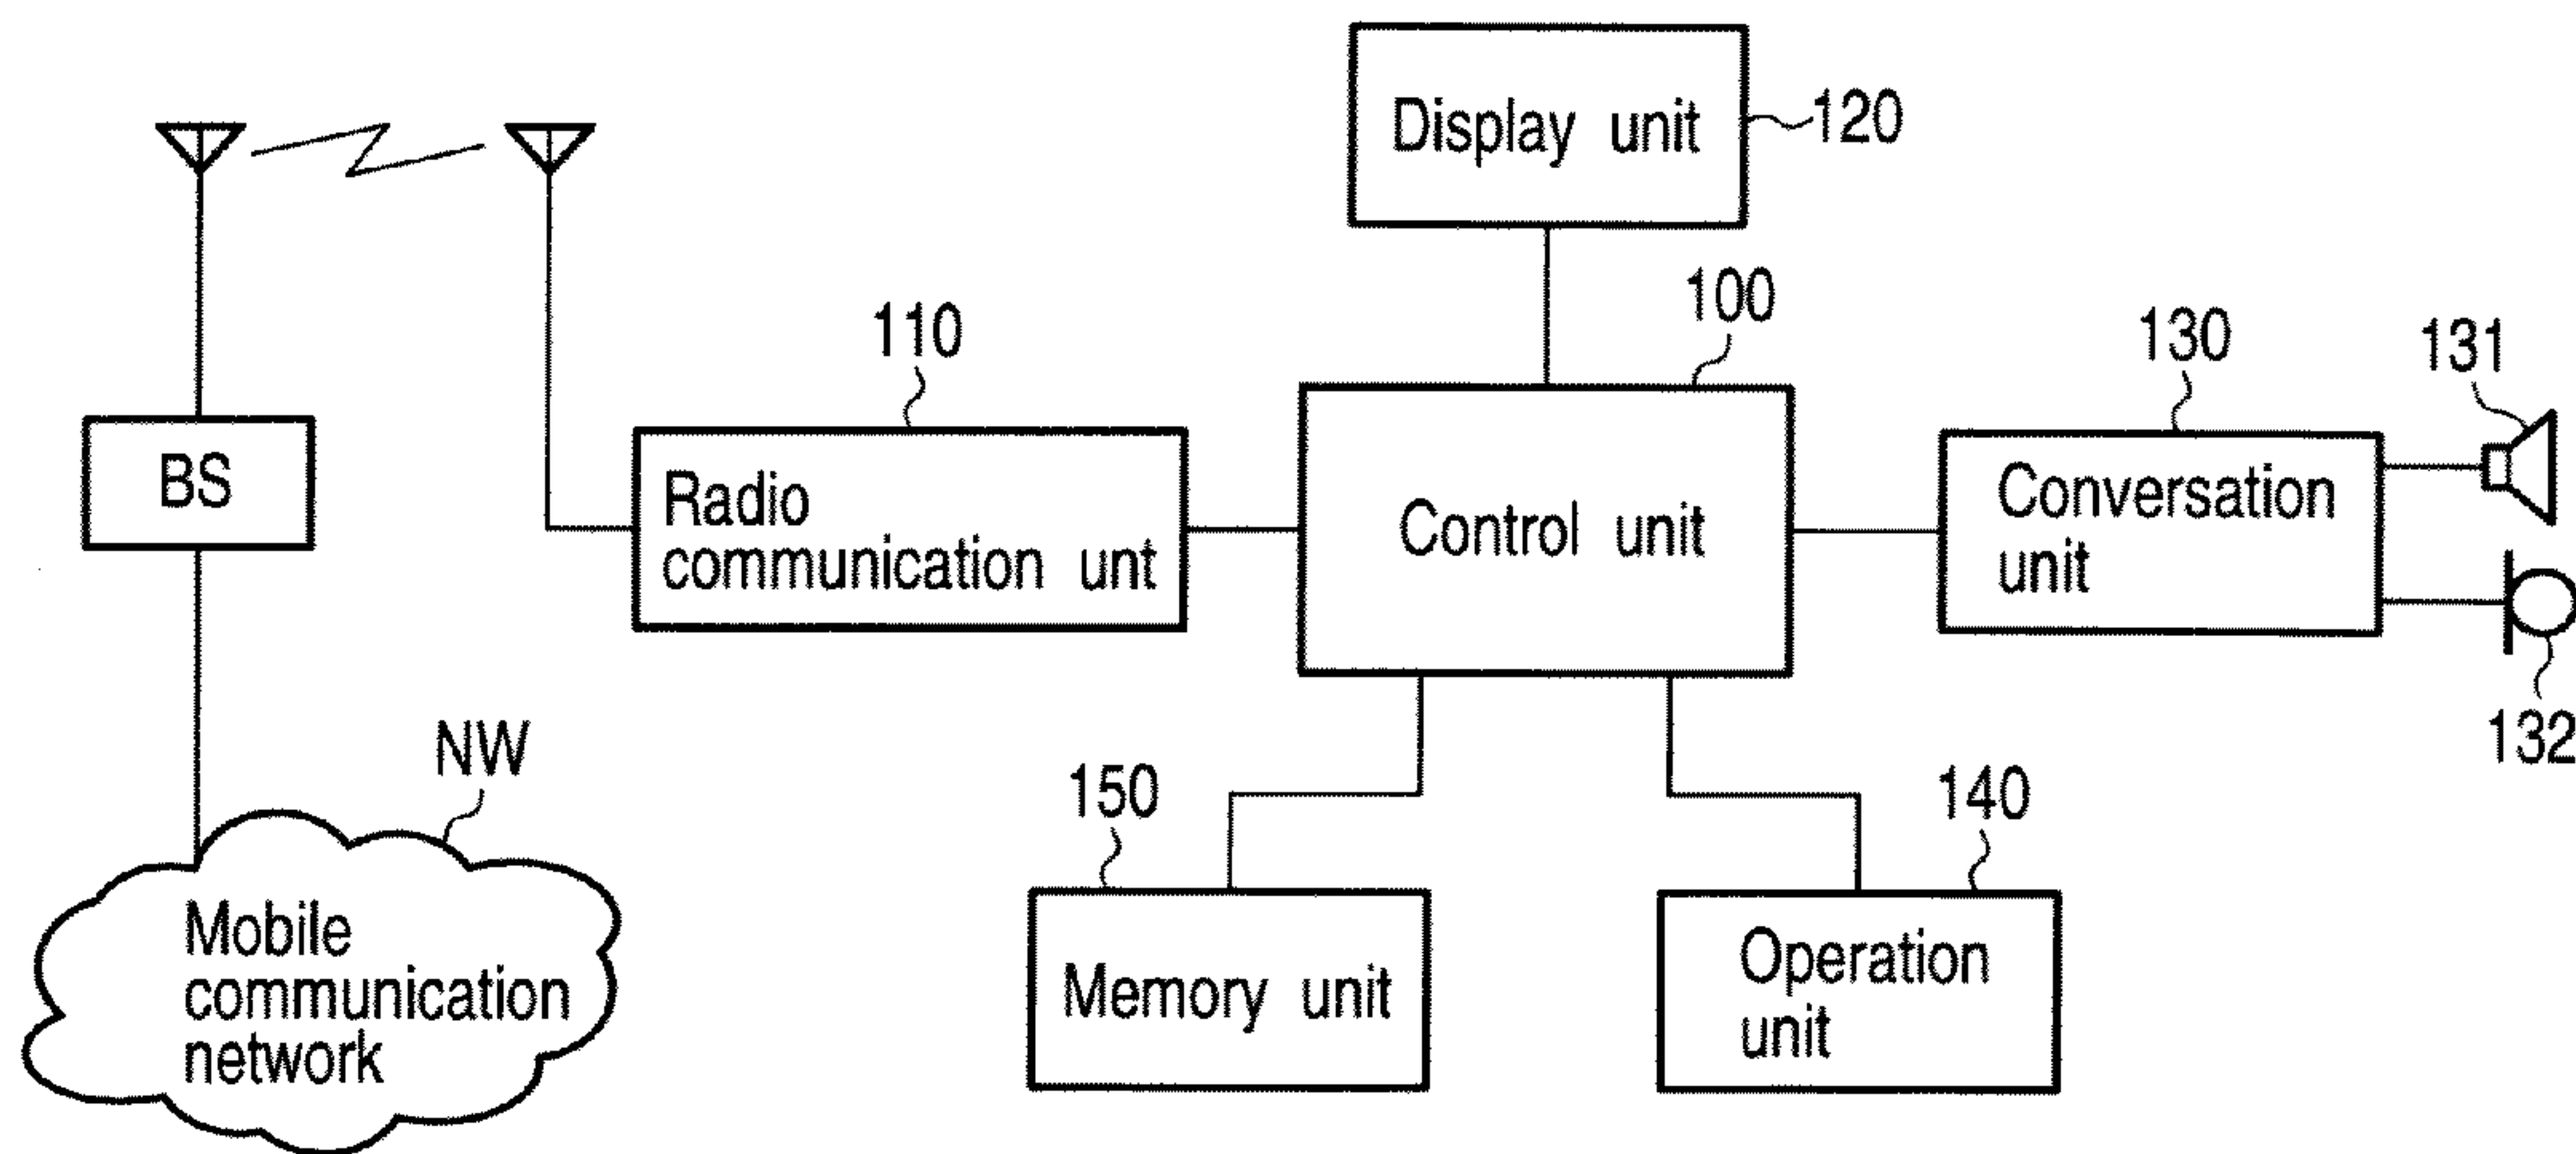 Display unit
120
100
110
130
131
BS
Radio
communication unt
Control unit
Conversation
unit
132
NW
150
140
Mobile
communication
network
Memory unit
Operation
unit